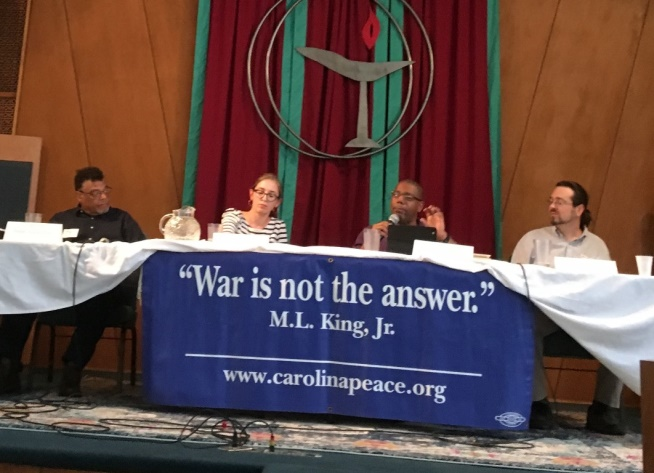 “War is not the answer.”
M.L. King, Jr.
www.carolinapeace.org